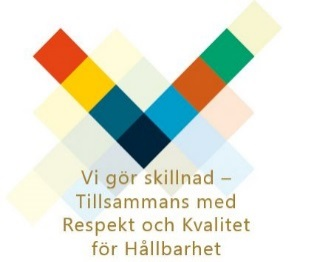 Vi gör skillnad –
Tillsammans med
Respekt och Kvalitet
för Hållbarhet